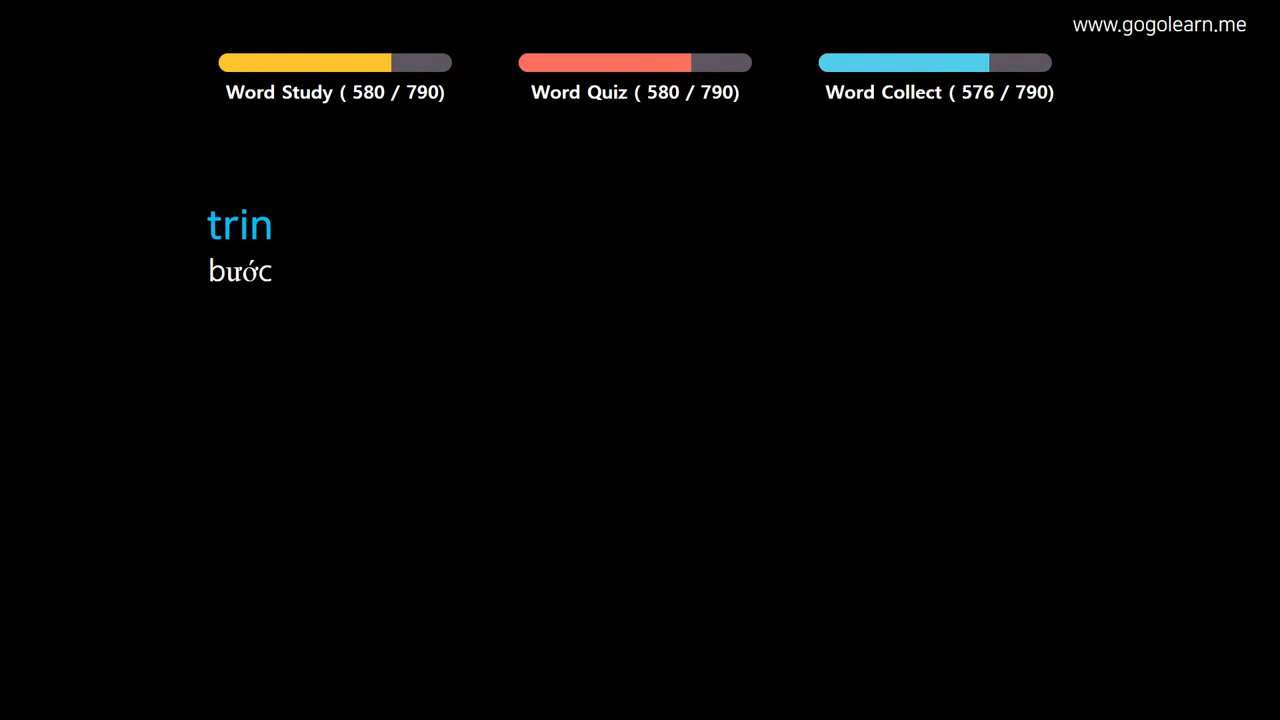 www.gogolearn.me
Word Study ( 580 / 790)
Word Quiz ( 580 / 790)
Word Collect ( 576 / 790)
trin
bước